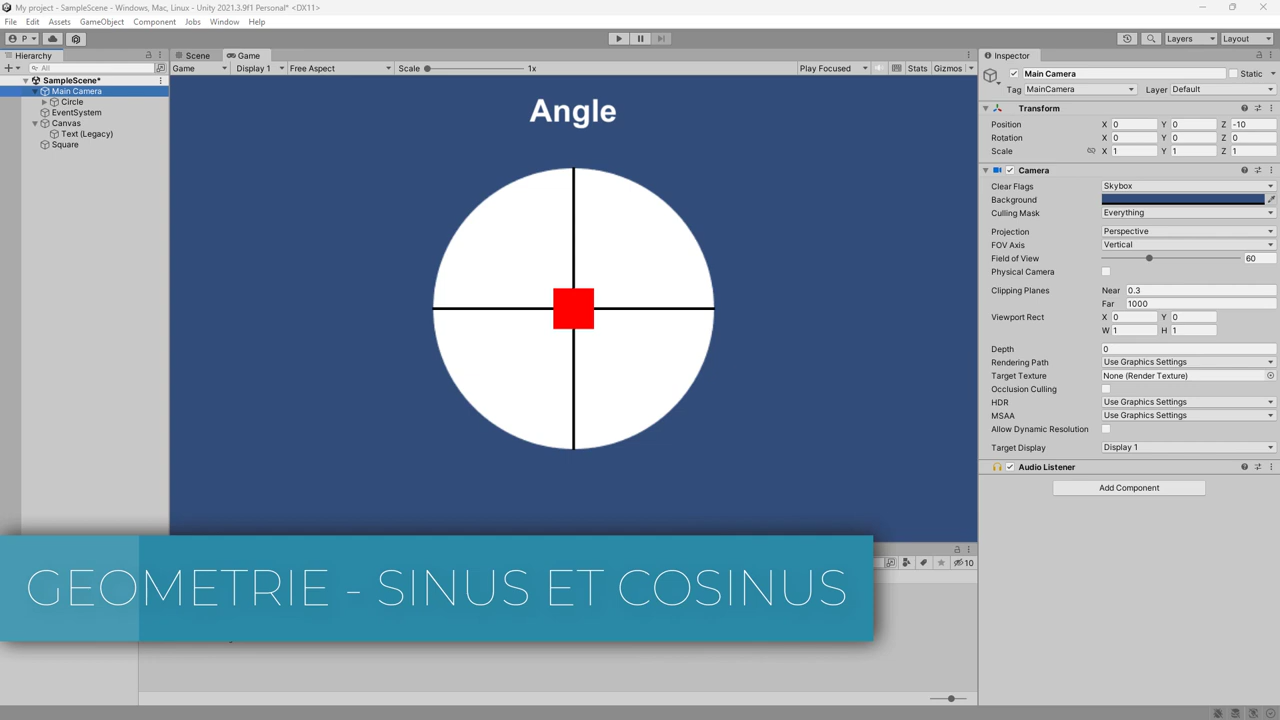 My project - SampleScene - Windows, Mac, Linux - Unity 2021.3.9f1 Personal* <DX11>
File Edit Assets GameObject Component Jobs Window Help
P Layers Layout
Hierarchy
All
SampleScene*
Main Camera
Circle
EventSystem
Canvas
Text (Legacy)
Square
Scene Game
Game Display 1 Free Aspect Scale 1x Play Focused Stats Gizmos
Angle
10
GEOMETRIE - SINUS ET COSINUS
Inspector
Main Camera Static
Tag MainCamera Layer Default
Transform
Position X 0 Y 0 Z -10
Rotation X 0 Y 0 Z 0
Scale X 1 Y 1 Z 1
Camera
Clear Flags Skybox
Background
Culling Mask Everything
Projection Perspective
FOV Axis Vertical
Field of View 60
Physical Camera
Clipping Planes Near 0.3
Far 1000
Viewport Rect X 0 Y 0
W 1 H 1
Depth 0
Rendering Path Use Graphics Settings
Target Texture None (Render Texture)
Occlusion Culling
HDR Use Graphics Settings
MSAA Use Graphics Settings
Allow Dynamic Resolution
Target Display Display 1
Audio Listener
Add Component